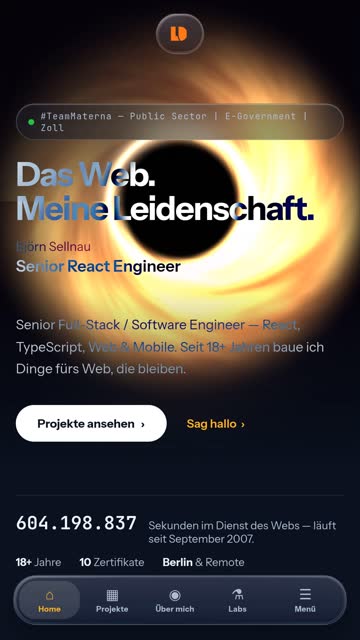 #TeamMaterna — Public Sector | E-Government |
Zoll
Das Web.
Meine Leidenschaft.
Björn Sellnau
Senior React Engineer
Senior Full-Stack / Software Engineer — React,
TypeScript, Web & Mobile. Seit 18+ Jahren baue ich
Dinge fürs Web, die bleiben.
Projekte ansehen ›
Sag hallo ›
604.198.837
Sekunden im Dienst des Webs — läuft
seit September 2007.
18+ Jahre
10 Zertifikate
Berlin & Remote
Home
Projekte
Über mich
Labs
Menü